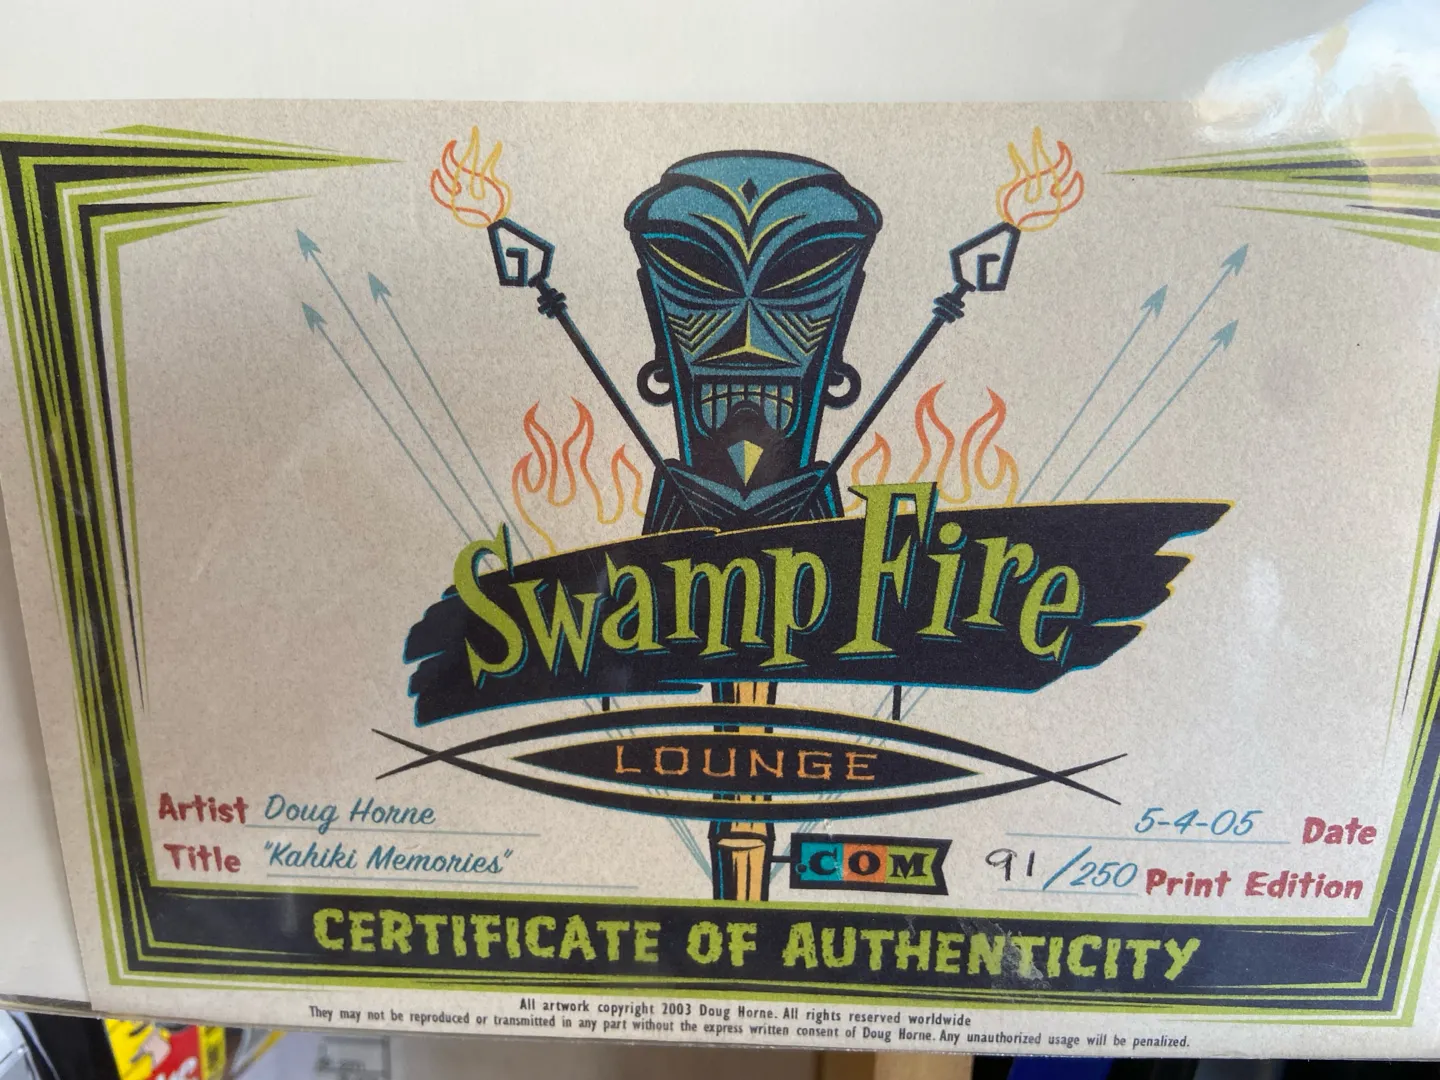 Swamp Fire
LOUNGE
.COM
Artist Doug Horne
Title "Kahiki Memories"
5-4-05 Date
91/250 Print Edition
CERTIFICATE OF AUTHENTICITY
All artwork copyright 2003 Doug Horne. All rights reserved worldwide
They may not be reproduced or transmitted in any part without the express written consent of Doug Horne. Any unauthorized usage will be penalized.